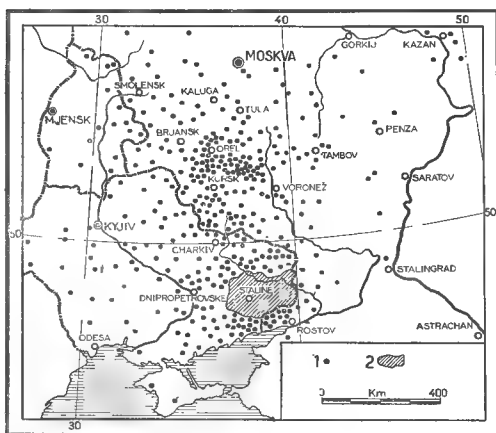 30
40
50
MOSKVA
GORKIJ
KAZAN
SMOLENSK
KALUGA
MJENSK
TULA
BRJANSK
OREL
PENZA
TAMBOV
KURSK
VORONEŽ
SARATOV
KYJIV
50
50
CHARKIV
STALINGRAD
DNIPROPETROVSKE
STALINE
ROSTOV
ASTRACHAN
ODESA
1 2
0 Km 400
30
40